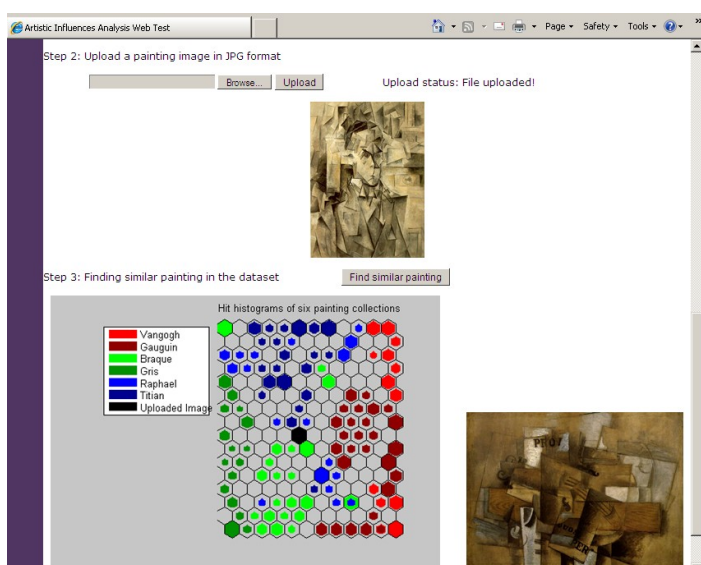 Artistic Influences Analysis Web Test
Page Safety Tools
Step 2: Upload a painting image in JPG format
Browse... Upload Upload status: File uploaded!
Step 3: Finding similar painting in the dataset Find similar painting
Hit histograms of six painting collections
Vangogh
Gauguin
Braque
Gris
Raphael
Titian
Uploaded Image